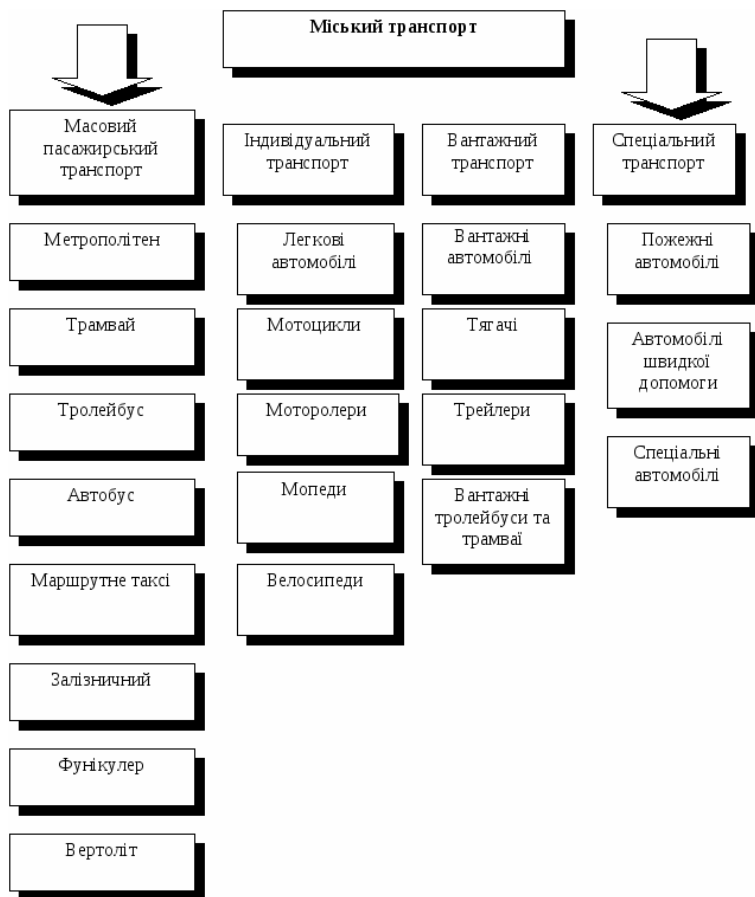 Міський транспорт
Масовий
пасажирський
транспорт
Індивідуальний
транспорт
Вантажний
транспорт
Спеціальний
транспорт
Метрополітен
Легкові
автомобілі
Вантажні
автомобілі
Пожежні
автомобілі
Трамвай
Мотоцикли
Тягачі
Автомобілі
швидкої
допомоги
Тролейбус
Моторолери
Трейлери
Спеціальні
автомобілі
Автобус
Мопеди
Вантажні
тролейбуси та
трамваї
Маршрутне таксі
Велосипеди
Залізничний
Фунікулер
Вертоліт